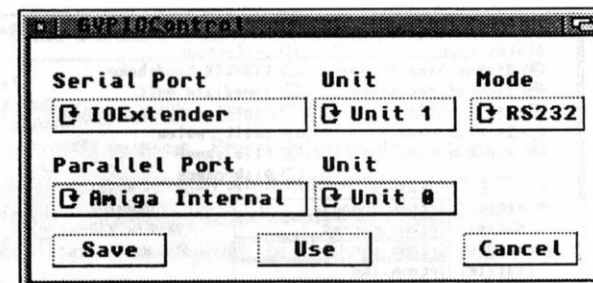 GVPIOControl
Serial Port Unit Mode
IOExtender Unit 1 RS232
Parallel Port Unit
Amiga Internal Unit 0
Save Use Cancel